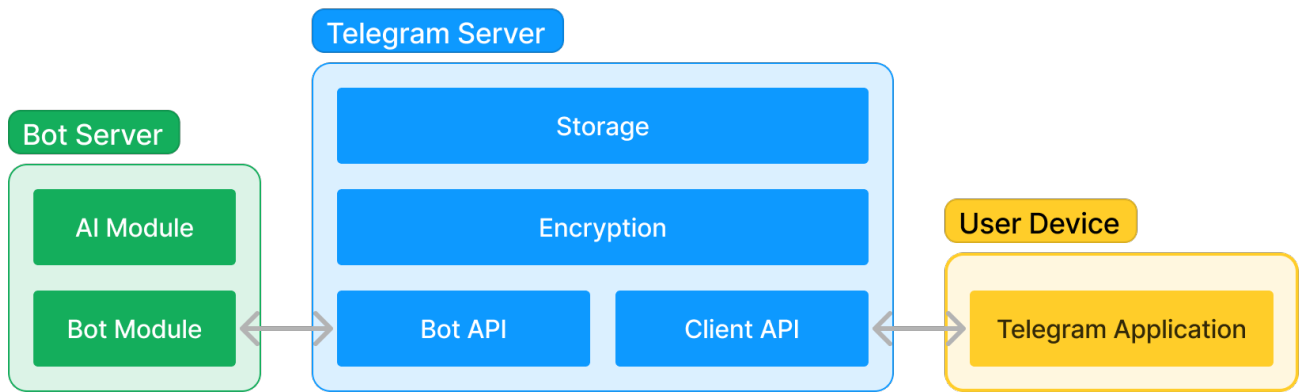 Telegram Server
Storage
Bot Server
AI Module
Encryption
User Device
Bot Module
Bot API
Client API
Telegram Application